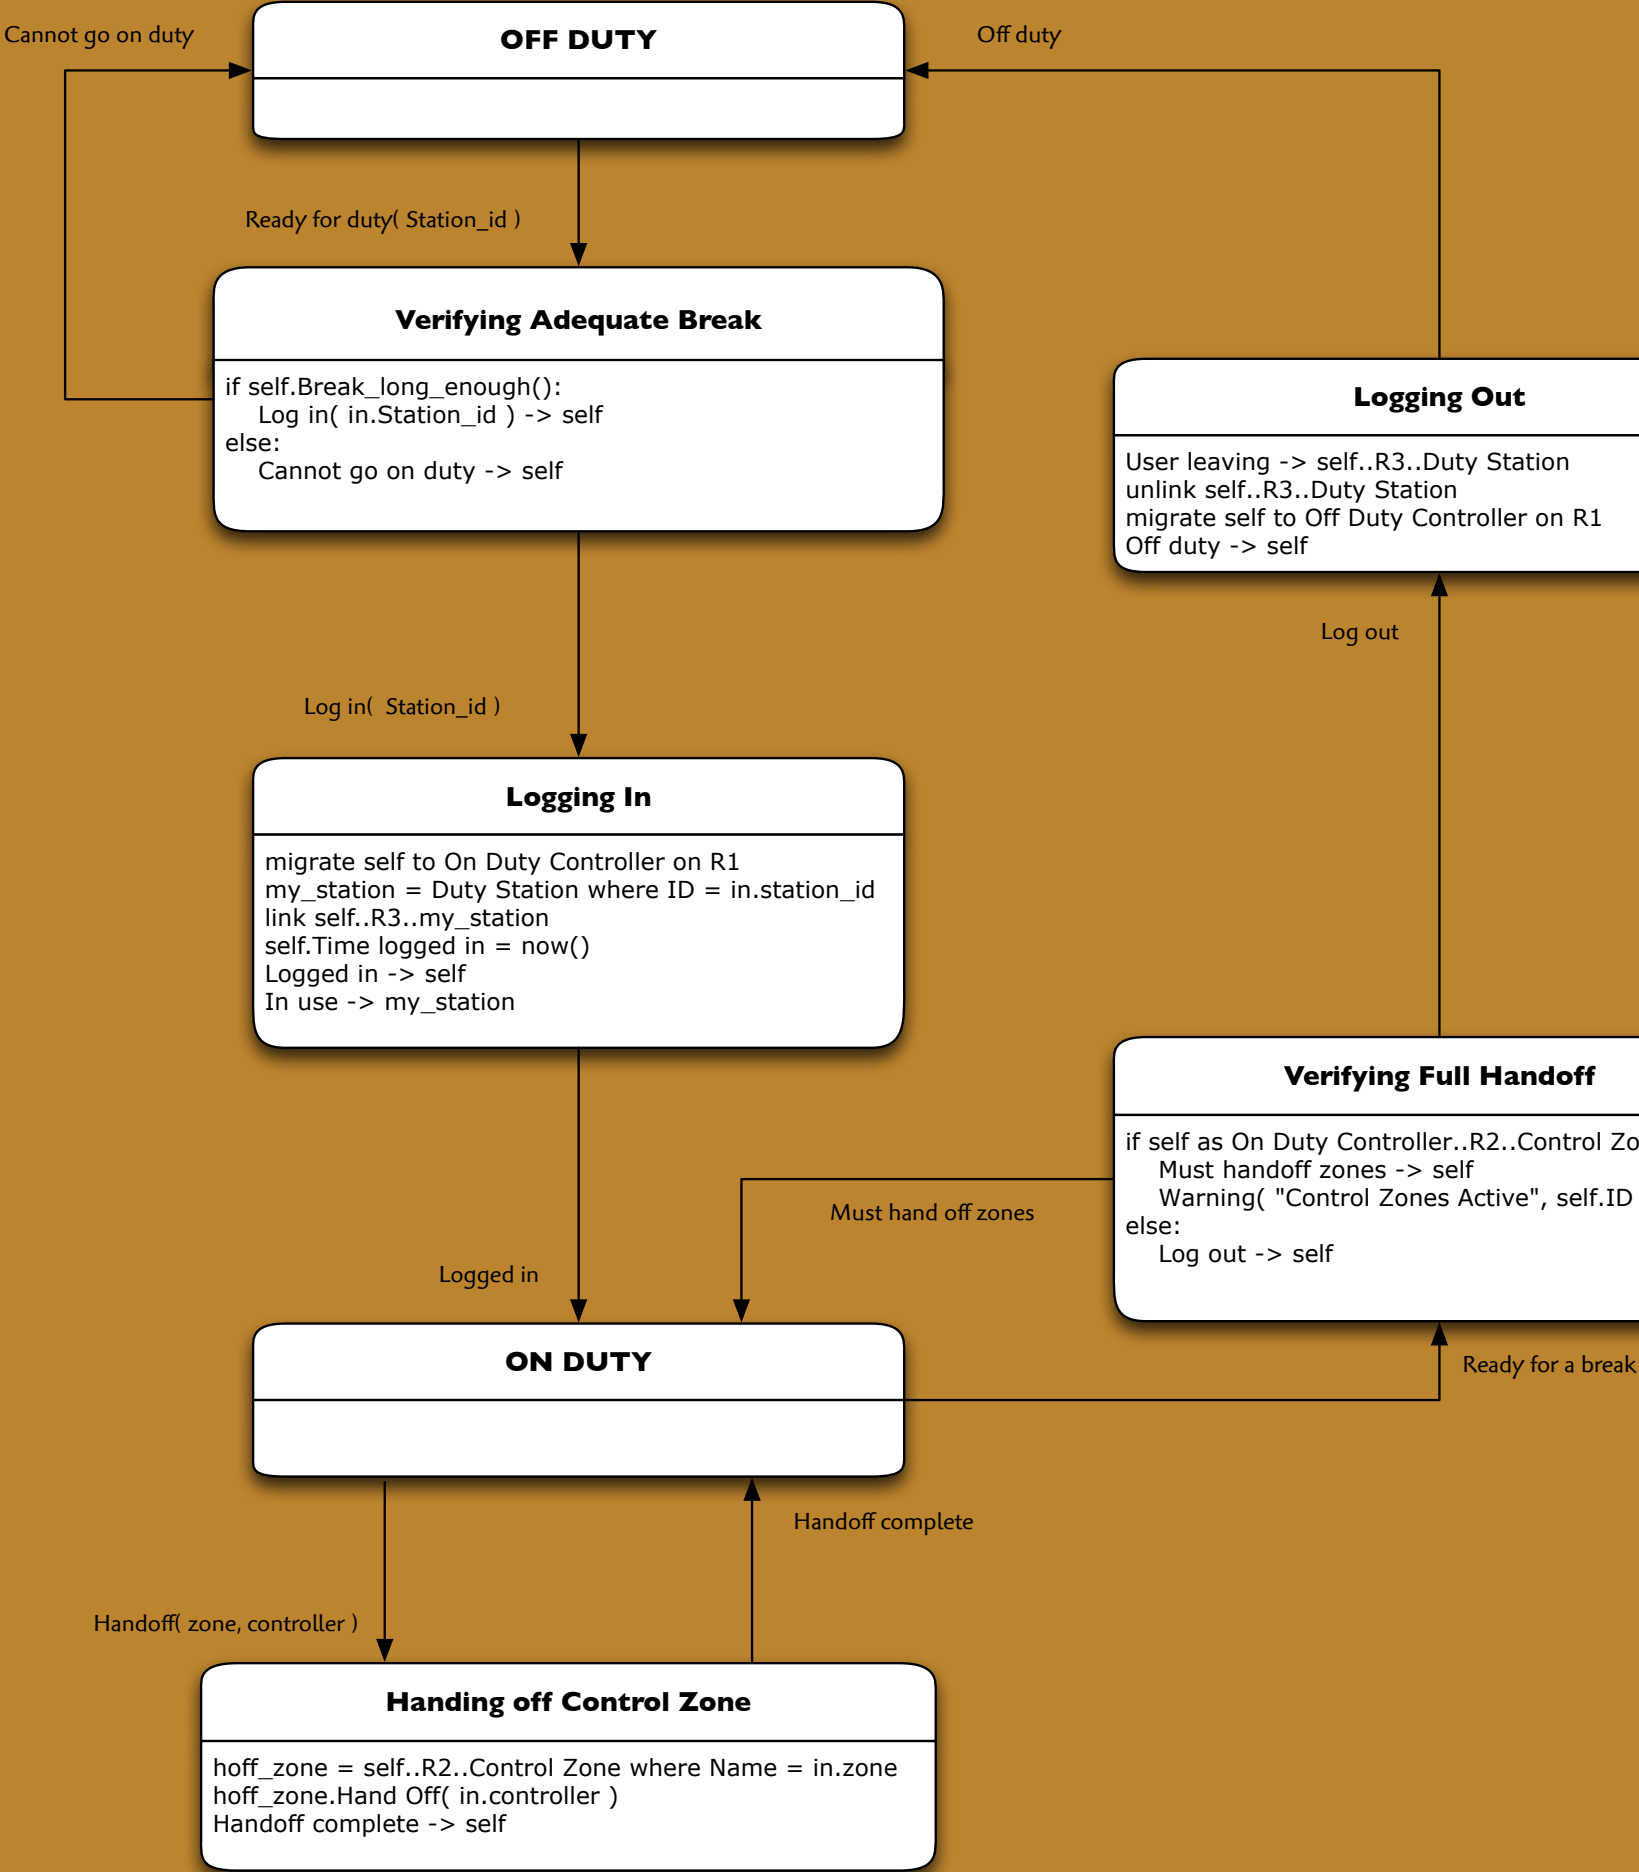 Cannot go on duty
OFF DUTY
Off duty
Ready for duty( Station_id )
Verifying Adequate Break
if self.Break_long_enough():
Log in( in.Station_id ) -> self
else:
Cannot go on duty -> self
Logging Out
User leaving -> self..R3..Duty Station
unlink self..R3..Duty Station
migrate self to Off Duty Controller on R1
Off duty -> self
Log out
Log in( Station_id )
Logging In
migrate self to On Duty Controller on R1
my_station = Duty Station where ID = in.station_id
link self..R3..my_station
self.Time logged in = now()
Logged in -> self
In use -> my_station
Verifying Full Handoff
if self as On Duty Controller..R2..Control Zo
Must handoff zones -> self
Warning( "Control Zones Active", self.ID
else:
Log out -> self
Must hand off zones
Logged in
ON DUTY
Ready for a break
Handoff complete
Handoff( zone, controller )
Handing off Control Zone
hoff_zone = self..R2..Control Zone where Name = in.zone
hoff_zone.Hand Off( in.controller )
Handoff complete -> self